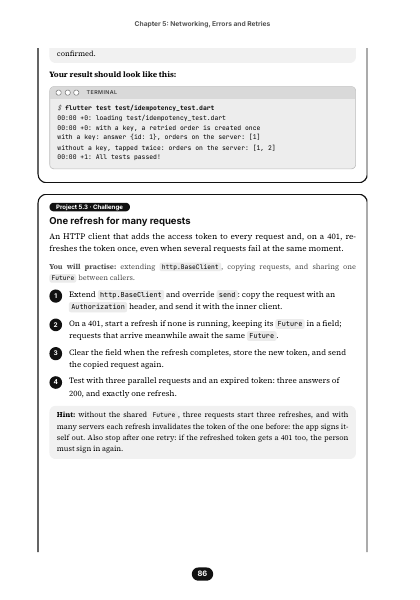 Chapter 5: Networking, Errors and Retries
confirmed.
Your result should look like this:
TERMINAL
$ flutter test test/idempotency_test.dart
00:00 +0: loading test/idempotency_test.dart
00:00 +0: with a key, a retried order is created once
with a key: answer {id: 1}, orders on the server: [1]
without a key, tapped twice: orders on the server: [1, 2]
00:00 +1: All tests passed!
Project 5.3 · Challenge
One refresh for many requests
An HTTP client that adds the access token to every request and, on a 401, re-
freshes the token once, even when several requests fail at the same moment.
You will practise: extending http.BaseClient, copying requests, and sharing one
Future between callers.
1 Extend http.BaseClient and override send: copy the request with an
Authorization header, and send it with the inner client.
2 On a 401, start a refresh if none is running, keeping its Future in a field;
requests that arrive meanwhile await the same Future.
3 Clear the field when the refresh completes, store the new token, and send
the copied request again.
4 Test with three parallel requests and an expired token: three answers of
200, and exactly one refresh.
Hint: without the shared Future, three requests start three refreshes, and with
many servers each refresh invalidates the token of the one before: the app signs it-
self out. Also stop after one retry: if the refreshed token gets a 401 too, the person
must sign in again.
86